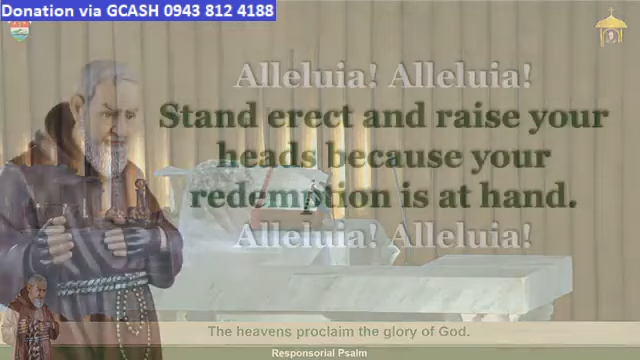 Donation via GCASH 0943 812 4188
Alleluia! Alleluia!
Stand erect and raise your
heads because your
redemption is at hand.
Alleluia! Alleluia!
The heavens proclaim the glory of God.
Responsorial Psalm